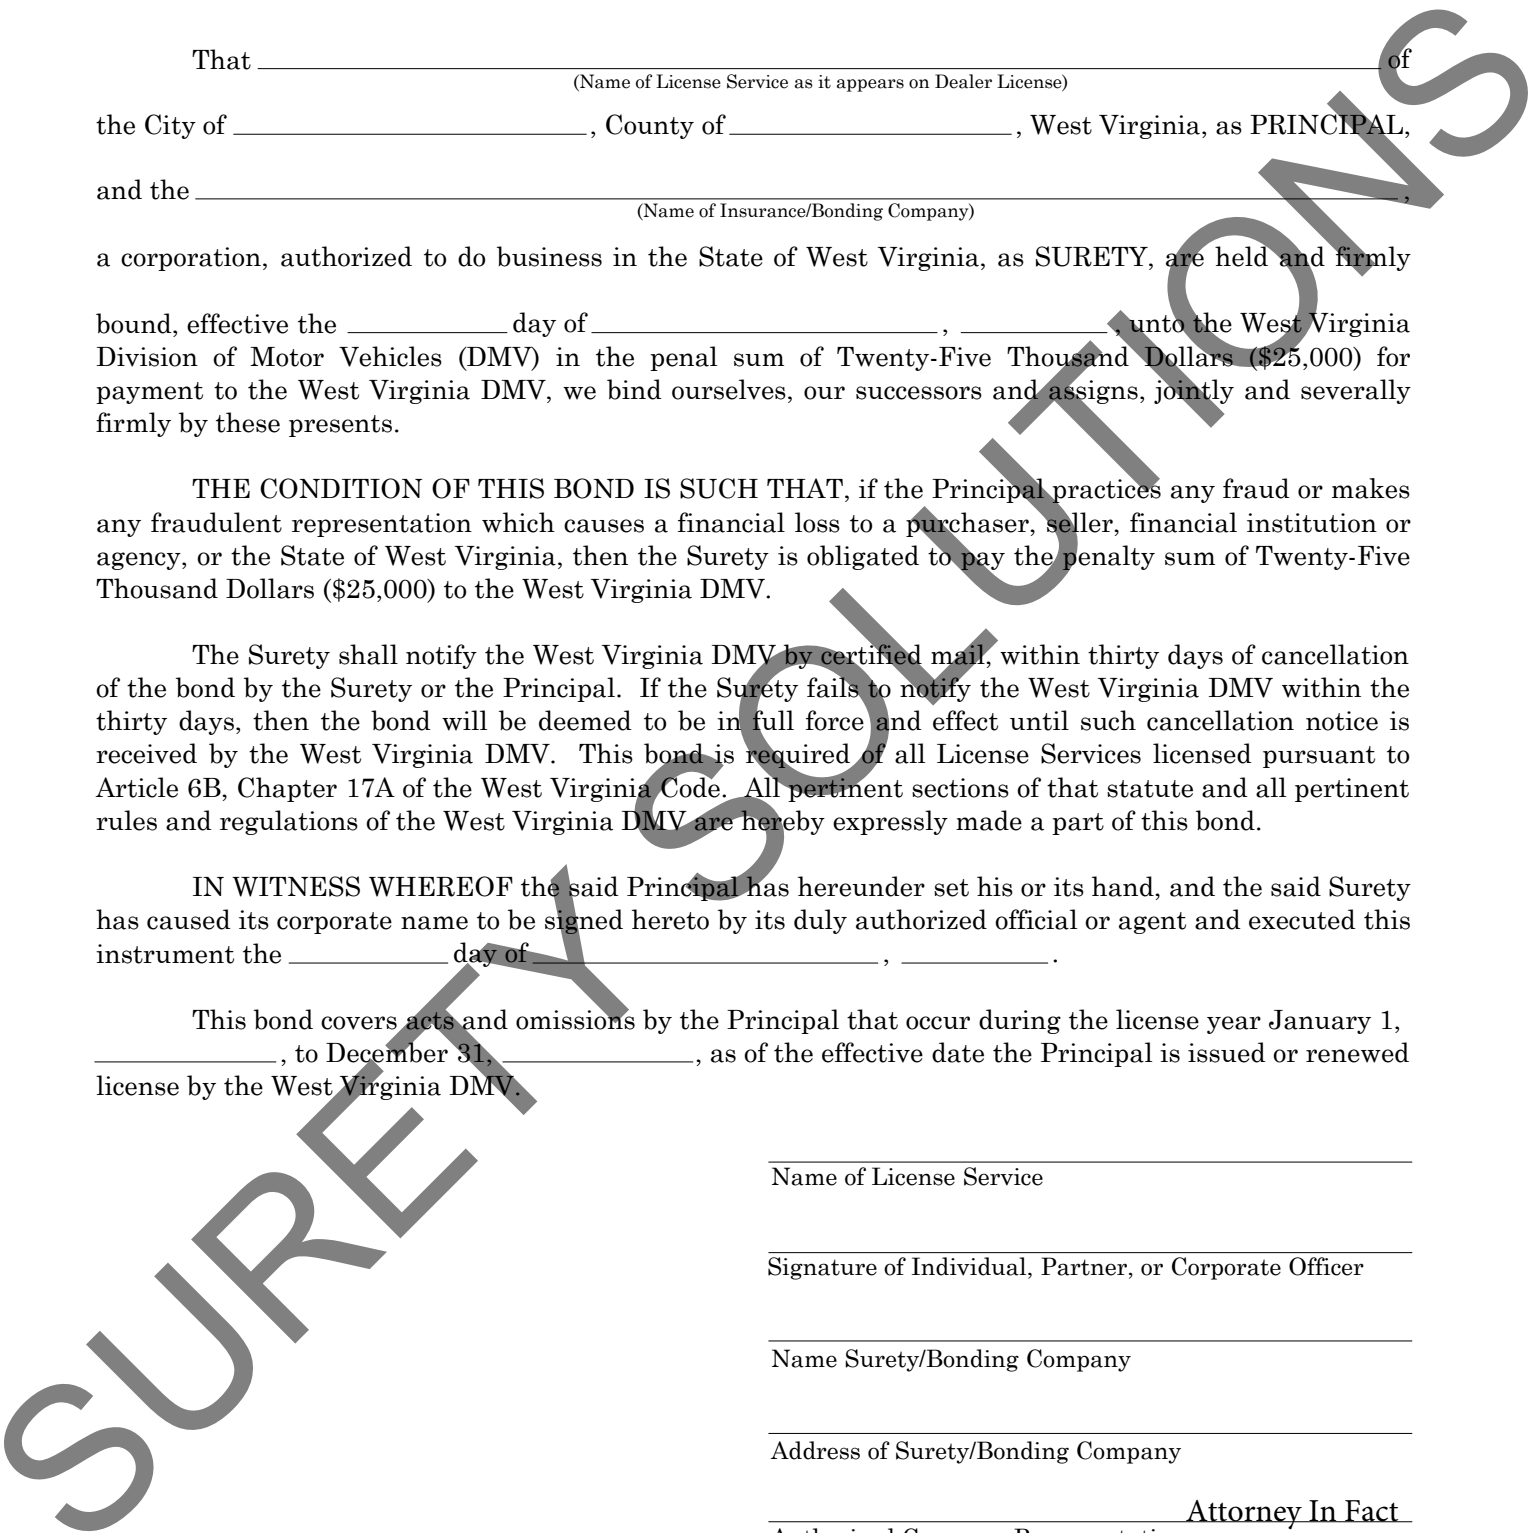 That ______ of
(Name of License Service as it appears on Dealer License)
the City of ______, County of ______, West Virginia, as PRINCIPAL,
and the ______,
(Name of Insurance/Bonding Company)
a corporation, authorized to do business in the State of West Virginia, as SURETY, are held and firmly
bound, effective the ______ day of ______, ______, unto the West Virginia
Division of Motor Vehicles (DMV) in the penal sum of Twenty-Five Thousand Dollars ($25,000) for
payment to the West Virginia DMV, we bind ourselves, our successors and assigns, jointly and severally
firmly by these presents.
THE CONDITION OF THIS BOND IS SUCH THAT, if the Principal practices any fraud or makes
any fraudulent representation which causes a financial loss to a purchaser, seller, financial institution or
agency, or the State of West Virginia, then the Surety is obligated to pay the penalty sum of Twenty-Five
Thousand Dollars ($25,000) to the West Virginia DMV.
The Surety shall notify the West Virginia DMV by certified mail, within thirty days of cancellation
of the bond by the Surety or the Principal. If the Surety fails to notify the West Virginia DMV within the
thirty days, then the bond will be deemed to be in full force and effect until such cancellation notice is
received by the West Virginia DMV. This bond is required of all License Services licensed pursuant to
Article 6B, Chapter 17A of the West Virginia Code. All pertinent sections of that statute and all pertinent
rules and regulations of the West Virginia DMV are hereby expressly made a part of this bond.
IN WITNESS WHEREOF the said Principal has hereunder set his or its hand, and the said Surety
has caused its corporate name to be signed hereto by its duly authorized official or agent and executed this
instrument the ______ day of ______, ______.
This bond covers acts and omissions by the Principal that occur during the license year January 1,
______, to December 31, ______, as of the effective date the Principal is issued or renewed
license by the West Virginia DMV.
Name of License Service
Signature of Individual, Partner, or Corporate Officer
Name Surety/Bonding Company
Address of Surety/Bonding Company
Attorney In Fact
SURETY SOLUTIONS